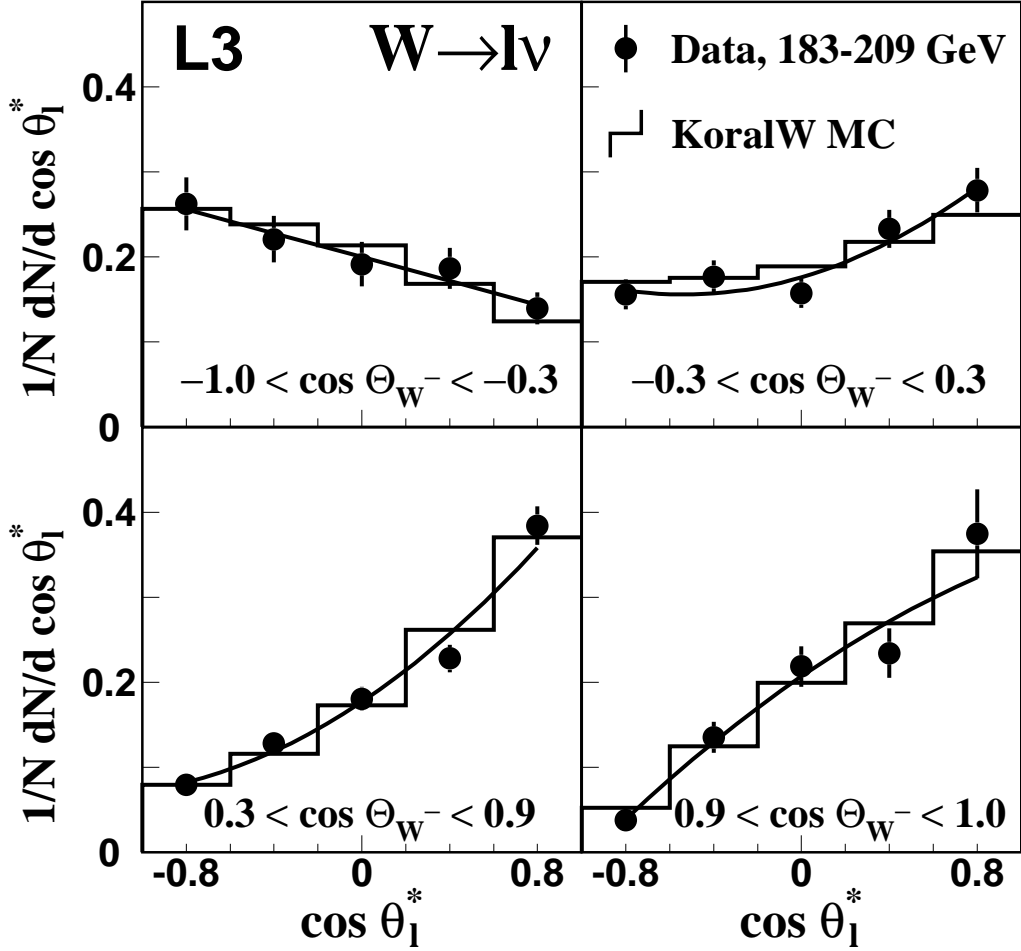 L3 W→lν
Data, 183-209 GeV
KoralW MC
1/N dN/d cos θ*l
0.4
0.2
0
−1.0 < cos ΘW− < −0.3
−0.3 < cos ΘW− < 0.3
1/N dN/d cos θ*l
0.4
0.2
0
0.3 < cos ΘW− < 0.9
0.9 < cos ΘW− < 1.0
-0.8 0 0.8
-0.8 0 0.8
cos θ*l
cos θ*l